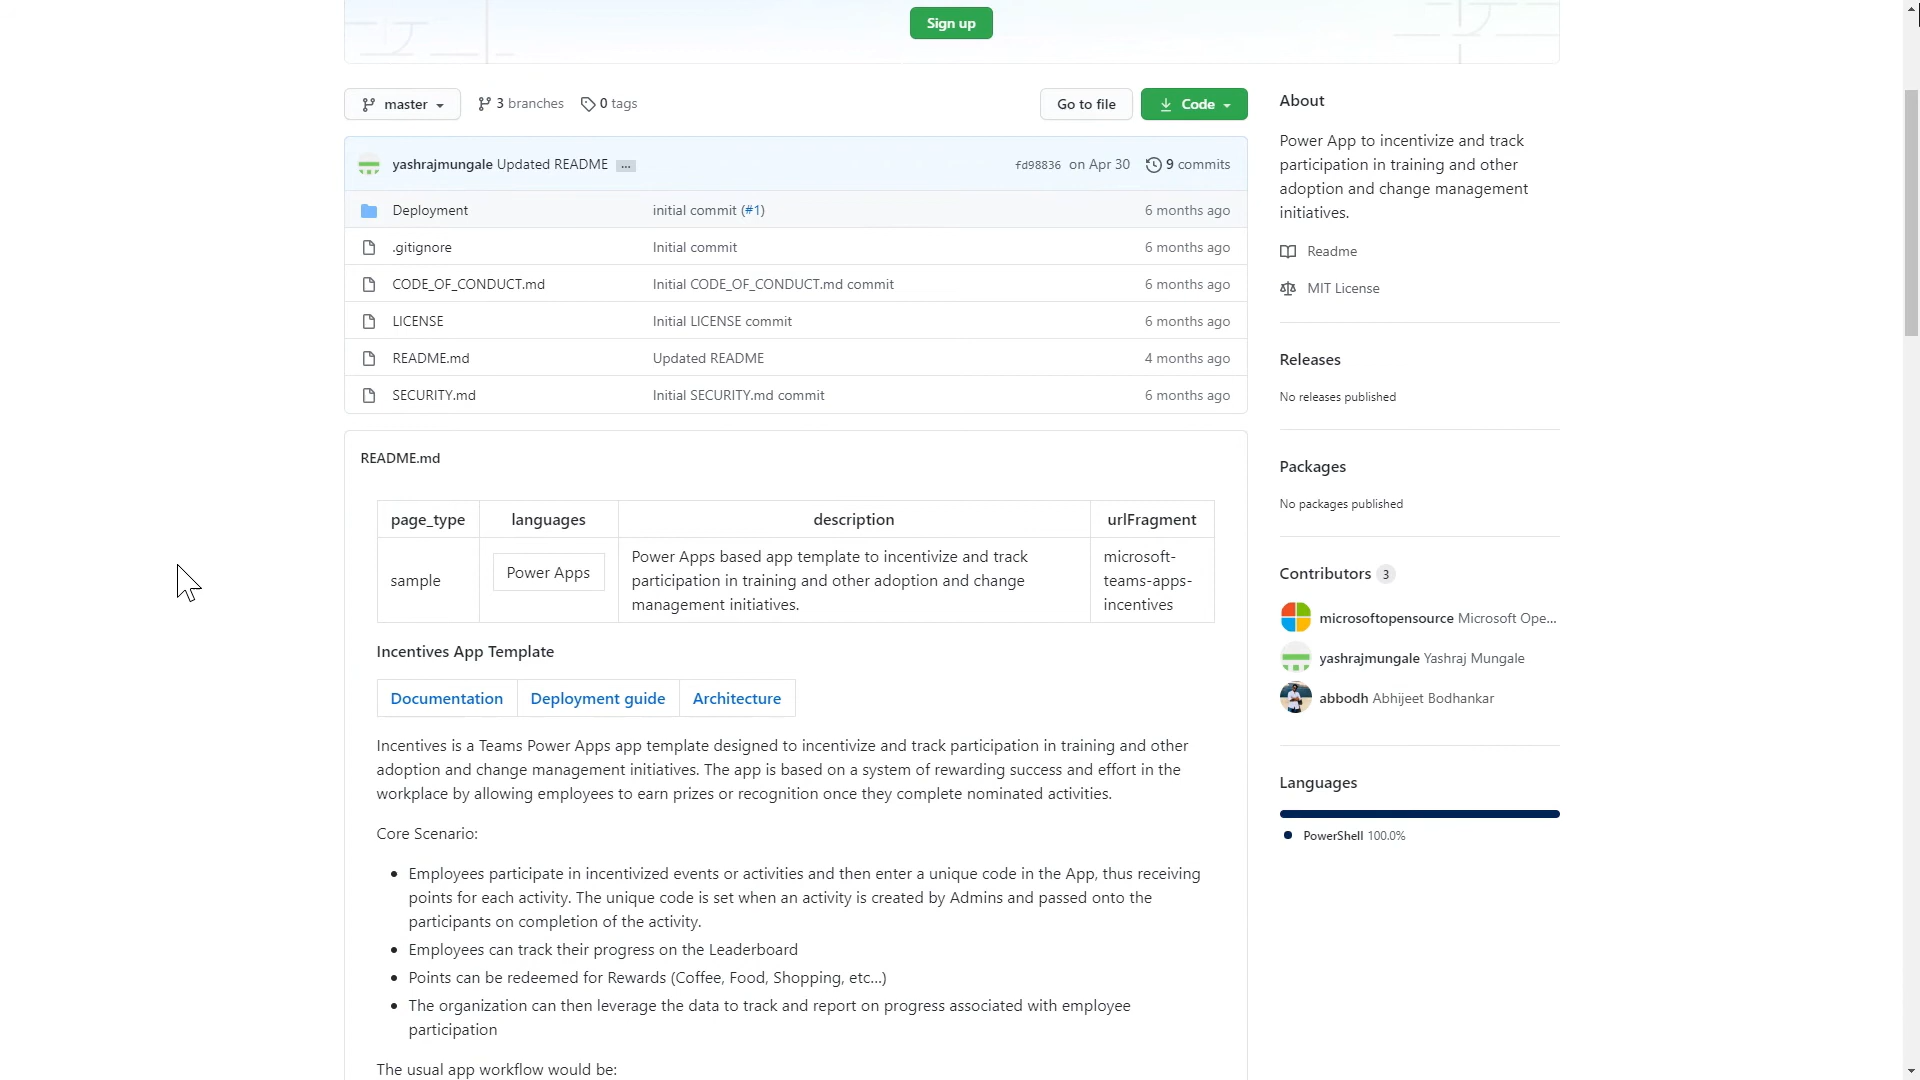 Sign up
master
3 branches
0 tags
Go to file
Code
yashrajmungale Updated README ...
fd98836 on Apr 30
9 commits
Deployment
initial commit (#1)
6 months ago
.gitignore
Initial commit
6 months ago
CODE_OF_CONDUCT.md
Initial CODE_OF_CONDUCT.md commit
6 months ago
LICENSE
Initial LICENSE commit
6 months ago
README.md
Updated README
4 months ago
SECURITY.md
Initial SECURITY.md commit
6 months ago
README.md
page_type
languages
description
urlFragment
sample
Power Apps
Power Apps based app template to incentivize and track
participation in training and other adoption and change
management initiatives.
microsoft-
teams-apps-
incentives
Incentives App Template
Documentation
Deployment guide
Architecture
Incentives is a Teams Power Apps app template designed to incentivize and track participation in training and other
adoption and change management initiatives. The app is based on a system of rewarding success and effort in the
workplace by allowing employees to earn prizes or recognition once they complete nominated activities.
Core Scenario:
Employees participate in incentivized events or activities and then enter a unique code in the App, thus receiving
points for each activity. The unique code is set when an activity is created by Admins and passed onto the
participants on completion of the activity.
Employees can track their progress on the Leaderboard
Points can be redeemed for Rewards (Coffee, Food, Shopping, etc...)
The organization can then leverage the data to track and report on progress associated with employee
participation
The usual app workflow would be:
About
Power App to incentivize and track
participation in training and other
adoption and change management
initiatives.
Readme
MIT License
Releases
No releases published
Packages
No packages published
Contributors 3
microsoftopensource Microsoft Ope...
yashrajmungale Yashraj Mungale
abbodh Abhijeet Bodhankar
Languages
PowerShell 100.0%